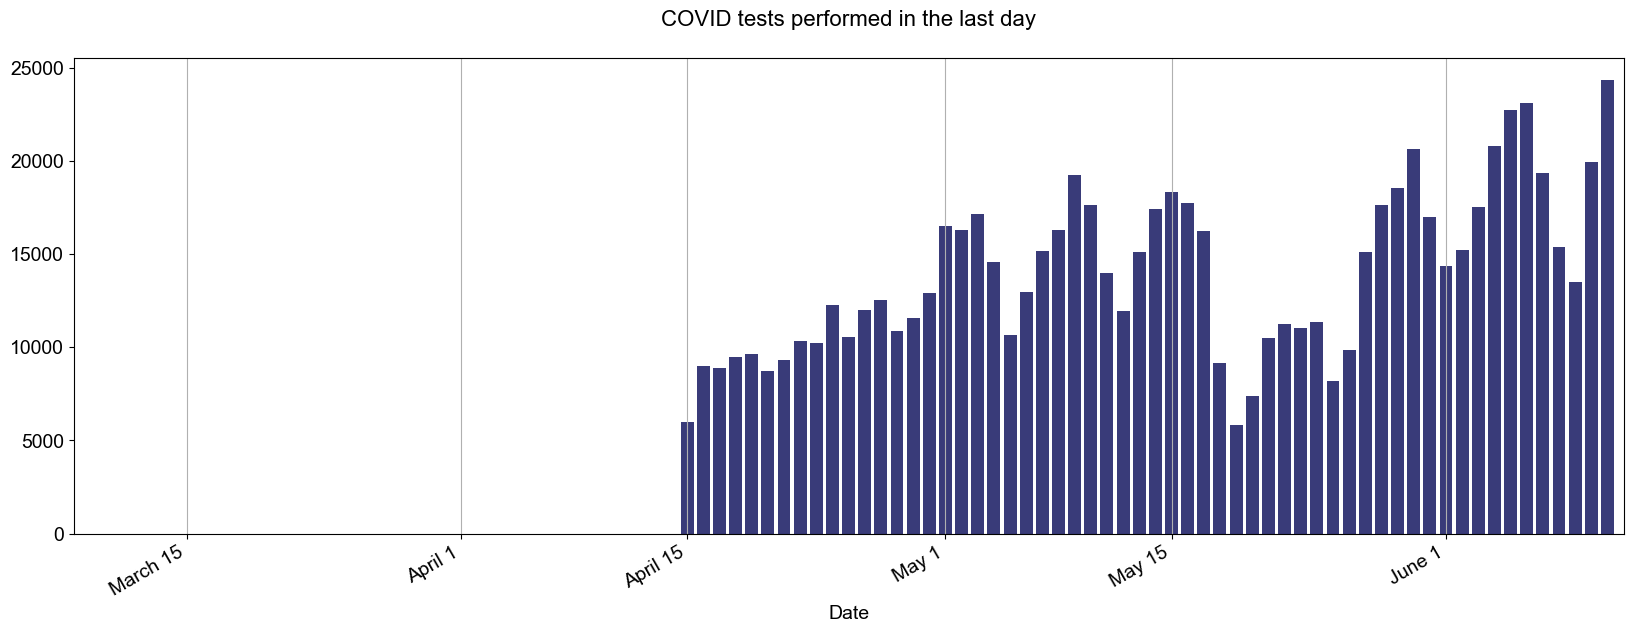 COVID tests performed in the last day
25000
20000
15000
10000
5000
0
March 15
April 1
April 15
May 1
May 15
June 1
Date